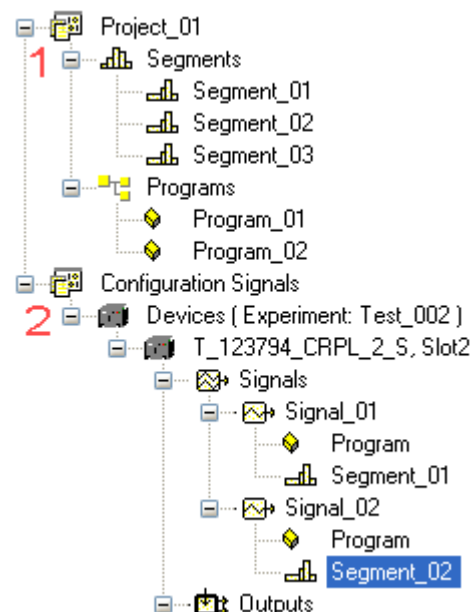 Project_01
1 Segments
Segment_01
Segment_02
Segment_03
Programs
Program_01
Program_02
Configuration Signals
2 Devices ( Experiment: Test_002 )
T_123794_CRPL_2_S, Slot2
Signals
Signal_01
Program
Segment_01
Signal_02
Program
Segment_02
Outputs